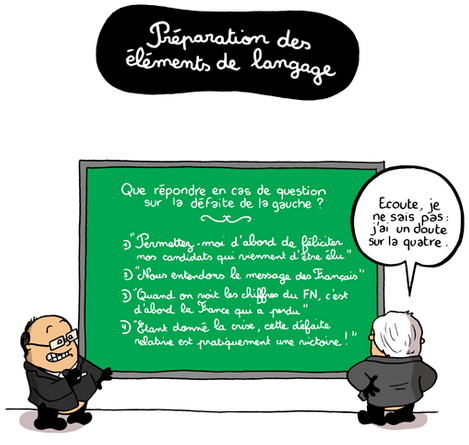 Préparation des
éléments de langage
Que répondre en cas de question
sur la défaite de la gauche ?
1) "Permettez-moi d'abord de féliciter
nos candidats qui viennent d'être élu"
2) "Nous entendons le message des Français"
3) "Quand on voit les chiffres du FN, c'est
d'abord la France qui a perdu"
4) "Etant donné la crise, cette défaite
relative est pratiquement une victoire !"
Ecoute, je
ne sais pas :
j'ai un doute
sur la quatre.